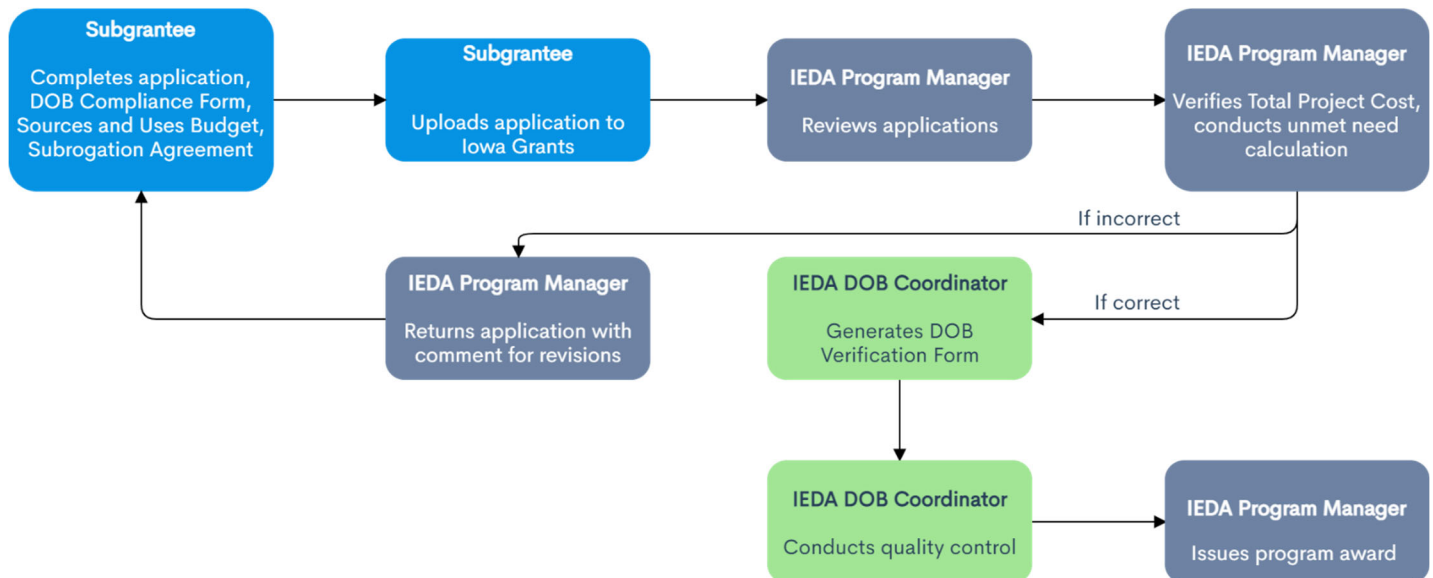 Subgrantee
Completes application,
DOB Compliance Form,
Sources and Uses Budget,
Subrogation Agreement
Subgrantee
Uploads application to
Iowa Grants
IEDA Program Manager
Reviews applications
IEDA Program Manager
Verifies Total Project Cost,
conducts unmet need
calculation
If incorrect
IEDA Program Manager
Returns application with
comment for revisions
If correct
IEDA DOB Coordinator
Generates DOB
Verification Form
IEDA DOB Coordinator
Conducts quality control
IEDA Program Manager
Issues program award